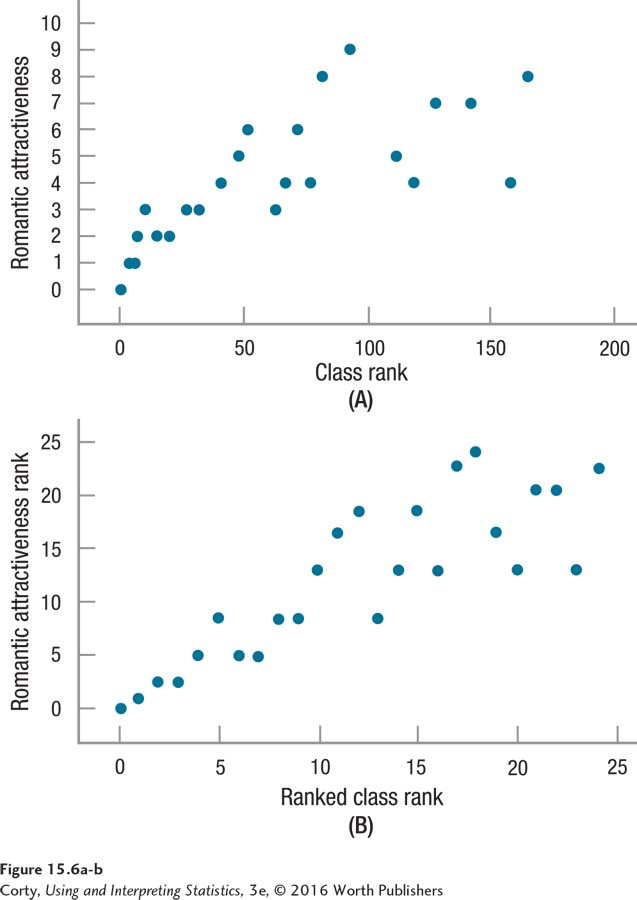 10
9
8
7
6
5
4
3
2
1
0
Romantic attractiveness
0 50 100 150 200
Class rank
(A)
25
20
15
10
5
0
Romantic attractiveness rank
0 5 10 15 20 25
Ranked class rank
(B)
Figure 15.6a-b
Corty, Using and Interpreting Statistics, 3e, © 2016 Worth Publishers